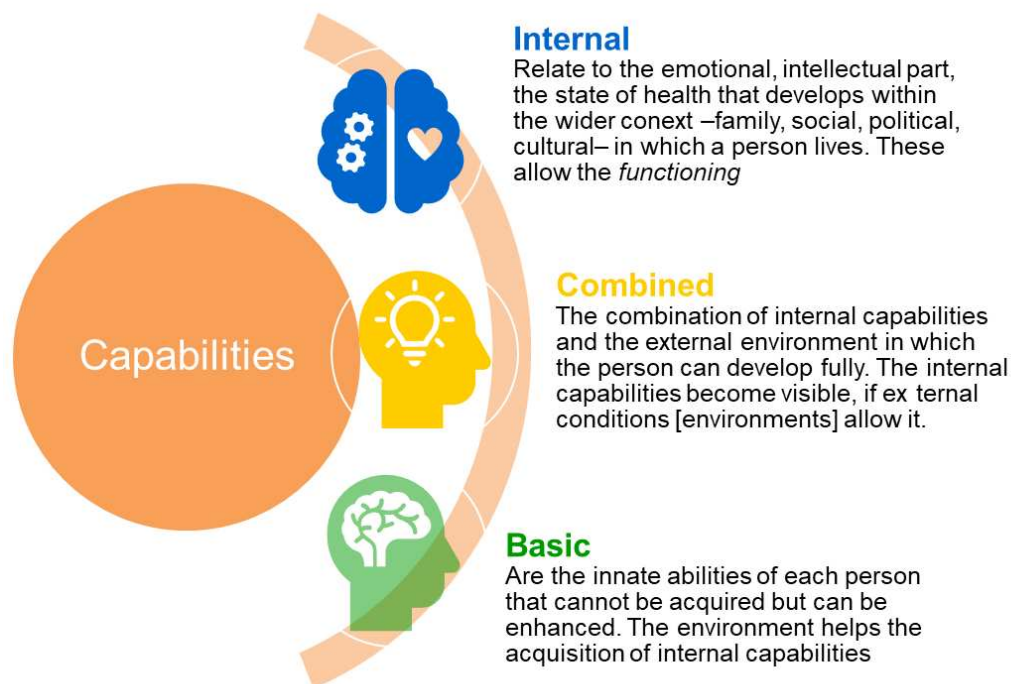 Capabilities
Internal
Relate to the emotional, intellectual part,
the state of health that develops within
the wider conext –family, social, political,
cultural– in which a person lives. These
allow the functioning
Combined
The combination of internal capabilities
and the external environment in which
the person can develop fully. The internal
capabilities become visible, if ex ternal
conditions [environments] allow it.
Basic
Are the innate abilities of each person
that cannot be acquired but can be
enhanced. The environment helps the
acquisition of internal capabilities